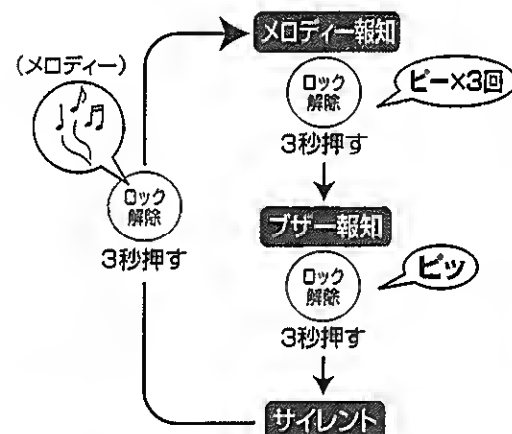 メロディー報知
(メロディー)
ロック
解除
ピー×3回
3秒押す
ロック
解除
3秒押す
ブザー報知
ロック
解除
ピッ
3秒押す
サイレント